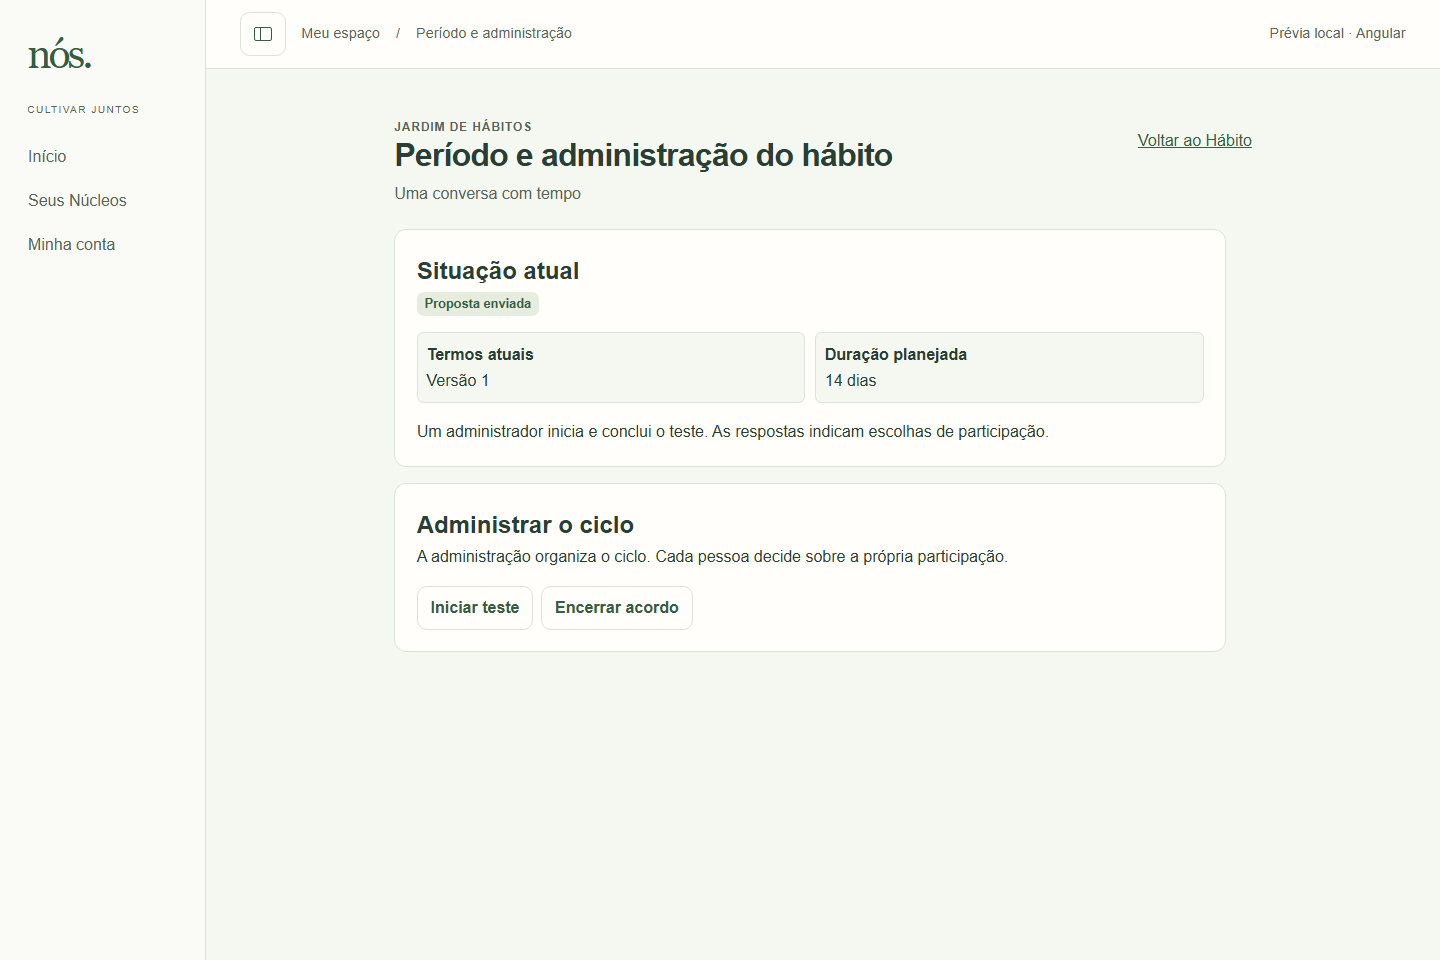 nós.
CULTIVAR JUNTOS
Início
Seus Núcleos
Minha conta
Meu espaço / Período e administração
Prévia local · Angular
JARDIM DE HÁBITOS
Período e administração do hábito
Voltar ao Hábito
Uma conversa com tempo
Situação atual
Proposta enviada
Termos atuais
Versão 1
Duração planejada
14 dias
Um administrador inicia e conclui o teste. As respostas indicam escolhas de participação.
Administrar o ciclo
A administração organiza o ciclo. Cada pessoa decide sobre a própria participação.
Iniciar teste
Encerrar acordo